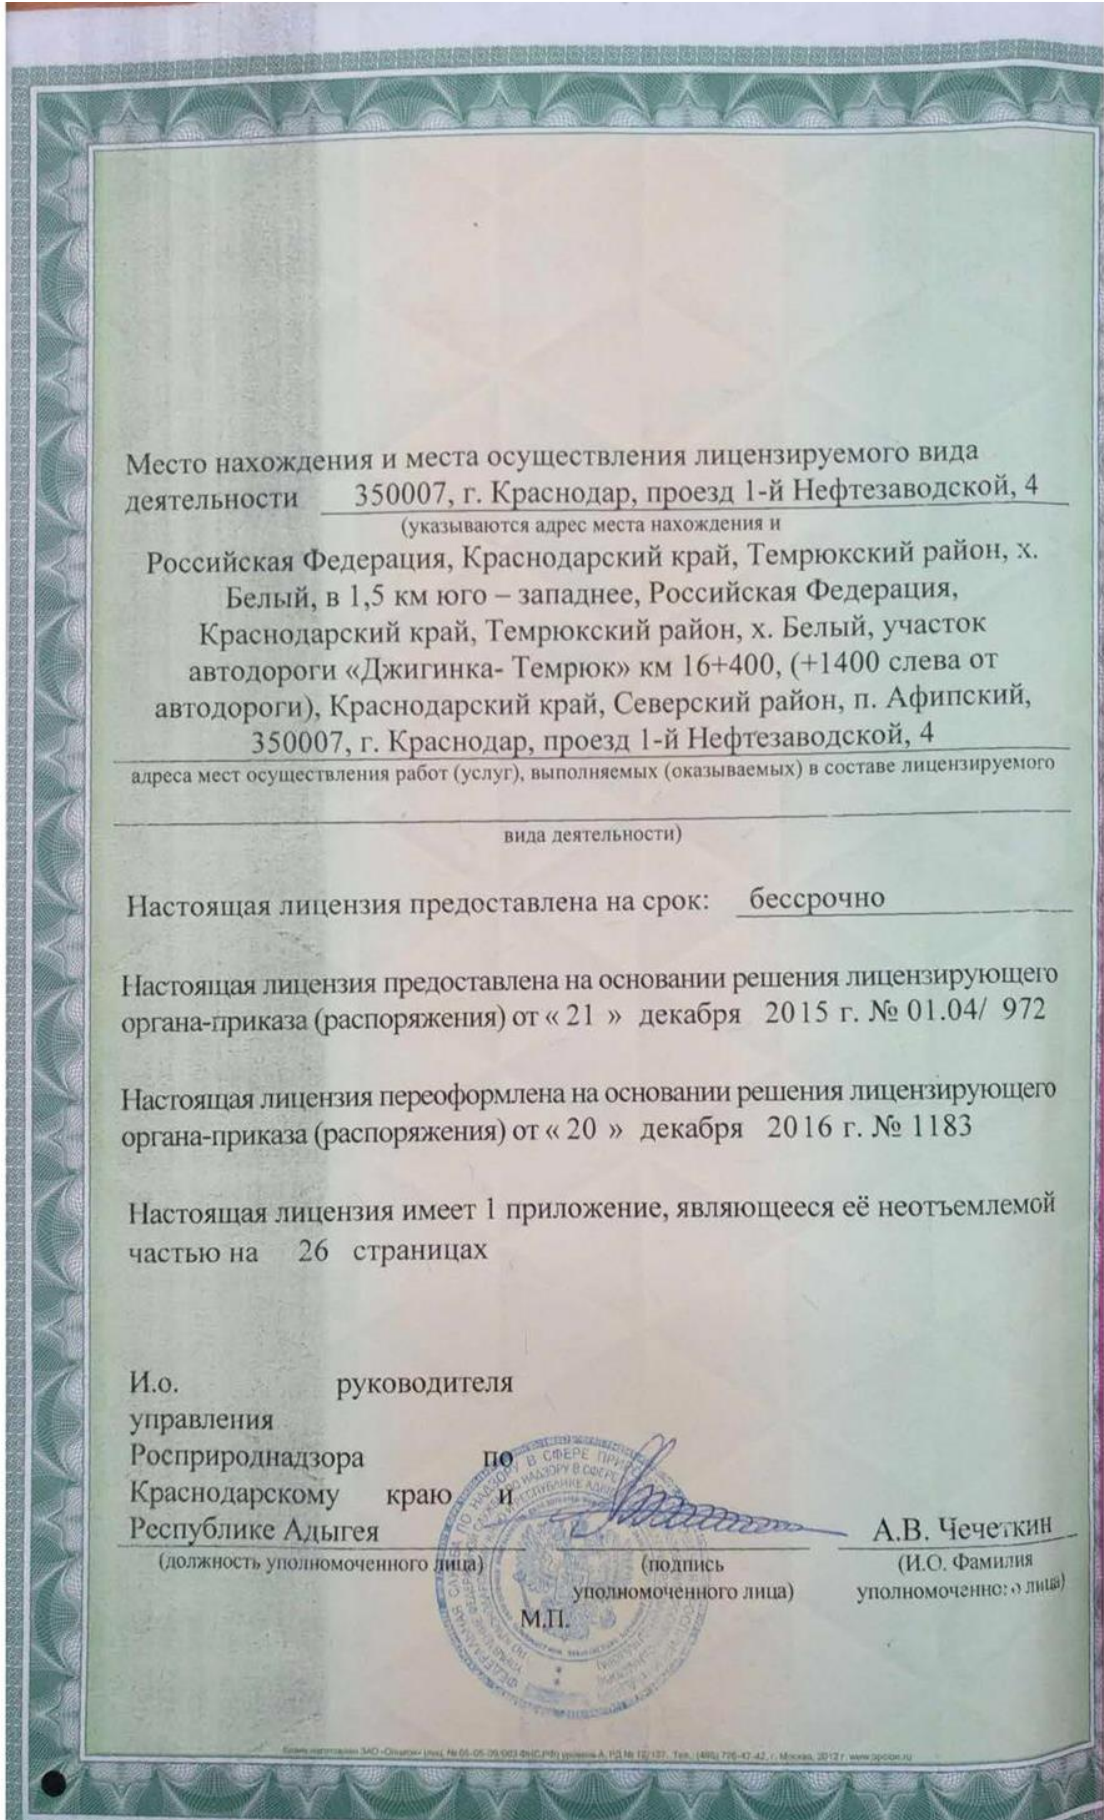 Место нахождения и места осуществления лицензируемого вида
деятельности 350007, г. Краснодар, проезд 1-й Нефтезаводской, 4
(указываются адрес места нахождения и
Российская Федерация, Краснодарский край, Темрюкский район, х.
Белый, в 1,5 км юго – западнее, Российская Федерация,
Краснодарский край, Темрюкский район, х. Белый, участок
автодороги «Джигинка- Темрюк» км 16+400, (+1400 слева от
автодороги), Краснодарский край, Северский район, п. Афипский,
350007, г. Краснодар, проезд 1-й Нефтезаводской, 4
адреса мест осуществления работ (услуг), выполняемых (оказываемых) в составе лицензируемого
вида деятельности)
Настоящая лицензия предоставлена на срок: бессрочно
Настоящая лицензия предоставлена на основании решения лицензирующего
органа-приказа (распоряжения) от « 21 » декабря 2015 г. № 01.04/ 972
Настоящая лицензия переоформлена на основании решения лицензирующего
органа-приказа (распоряжения) от « 20 » декабря 2016 г. № 1183
Настоящая лицензия имеет 1 приложение, являющееся её неотъемлемой
частью на 26 страницах
И.о. руководителя
управления
Росприроднадзора по
Краснодарскому краю и
Республике Адыгея
А.В. Чечеткин
(должность уполномоченного лица)
(подпись
уполномоченного лица)
(И.О. Фамилия
уполномоченного лица)
М.П.